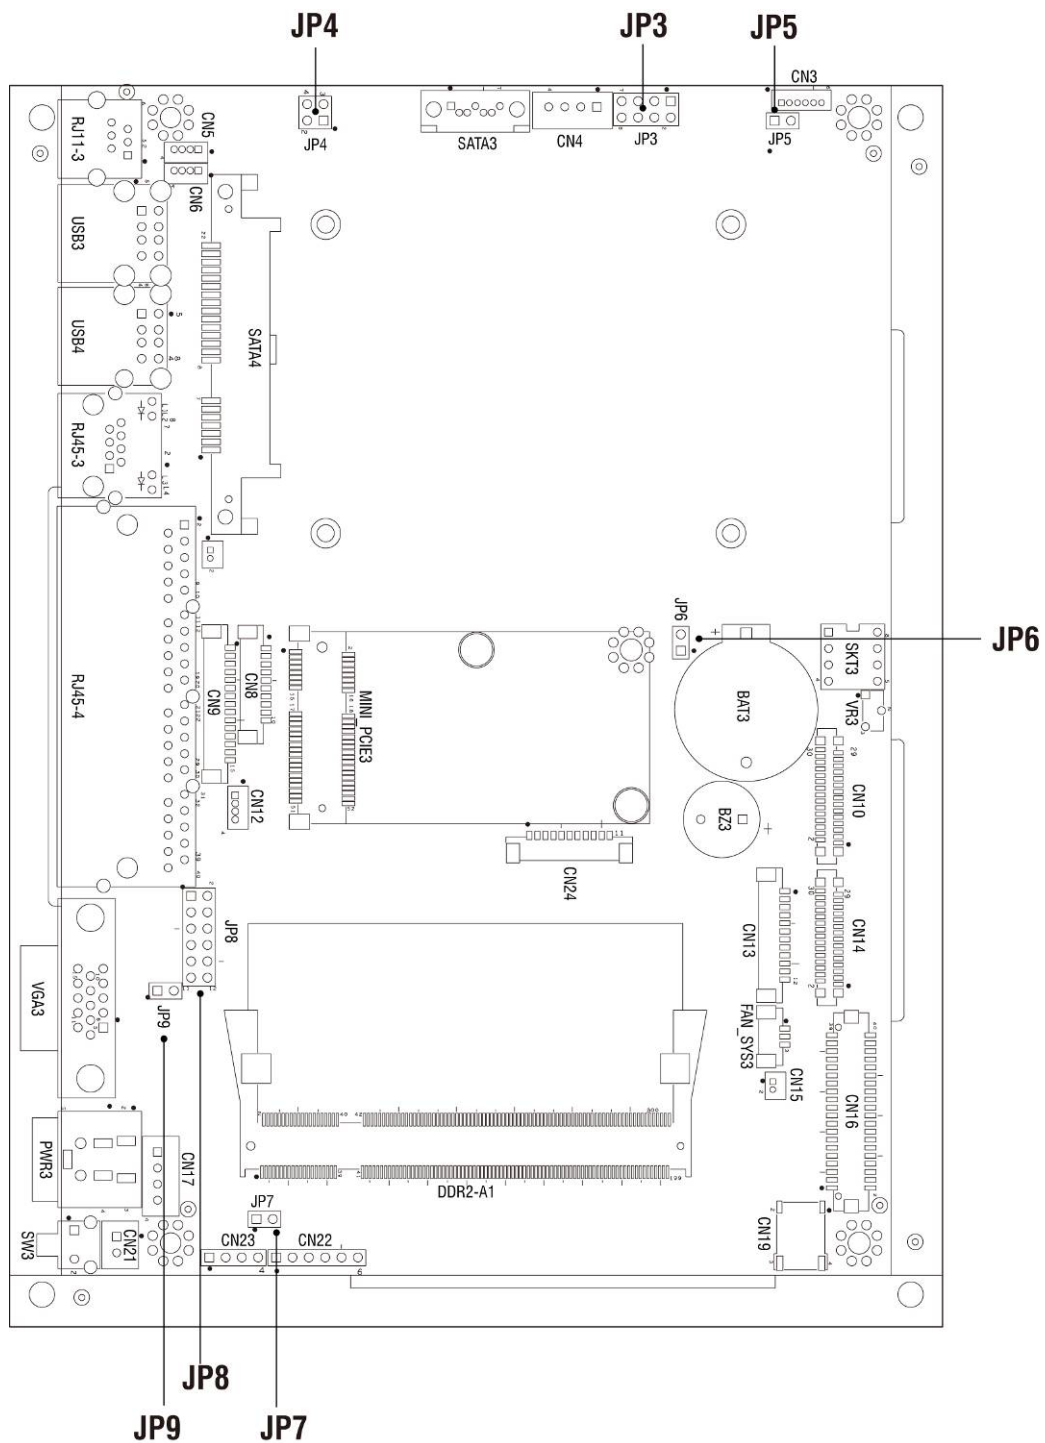 JP4
JP3
JP5
CN3
RJ11-3
CN5
CN6
JP4
SATA3
CN4
JP3
JP5
USB3
USB4
SATA4
RJ45-3
RJ45-4
JP6
JP6
SKT3
VR3
BAT3
CN9
CN8
MINI_PCIE3
CN12
BZ3
CN10
CN24
JP8
CN13
CN14
VGA3
JP9
FAN_SYS3
CN15
CN16
PWR3
CN17
DDR2-A1
JP7
SW3
CN21
CN23
CN22
CN19
JP8
JP9
JP7